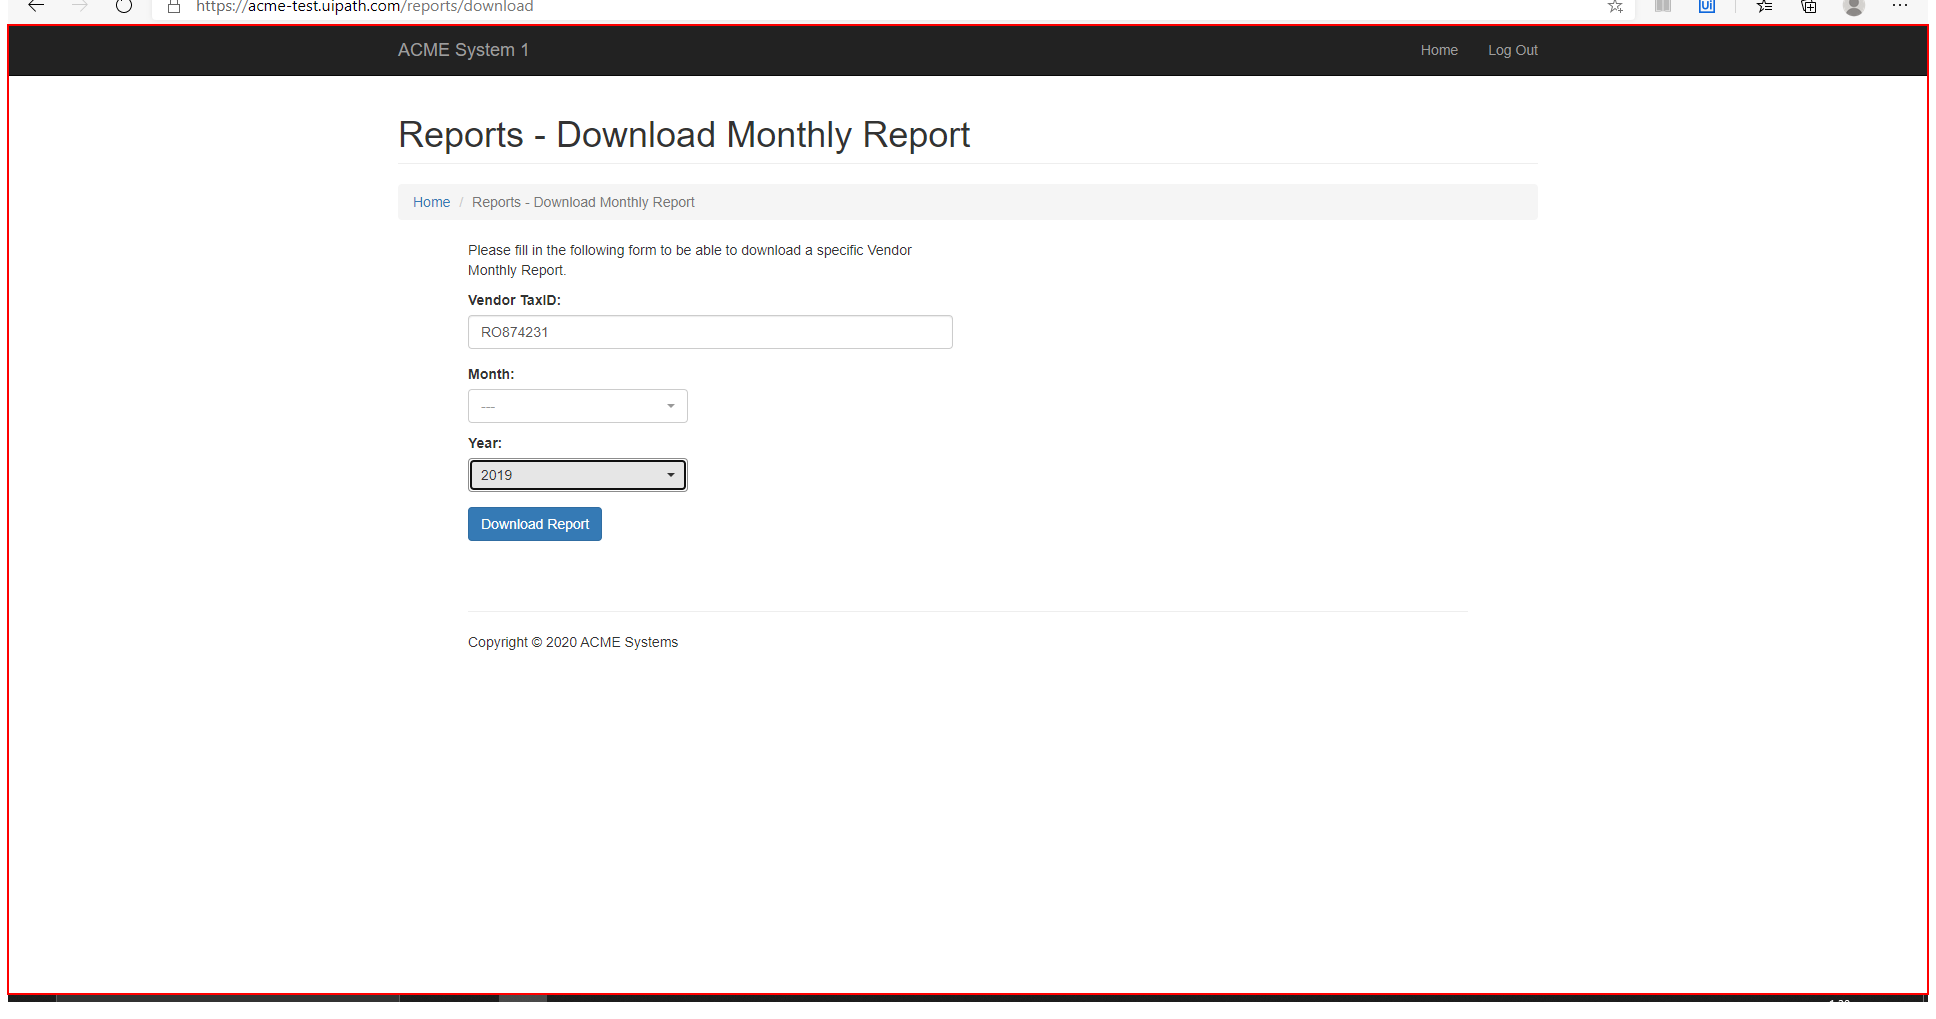 https://acme-test.uipath.com/reports/download
Ui
ACME System 1
Home
Log Out
Reports - Download Monthly Report
Home / Reports - Download Monthly Report
Please fill in the following form to be able to download a specific Vendor
Monthly Report.
Vendor TaxID:
RO874231
Month:
---
Year:
2019
Download Report
Copyright © 2020 ACME Systems